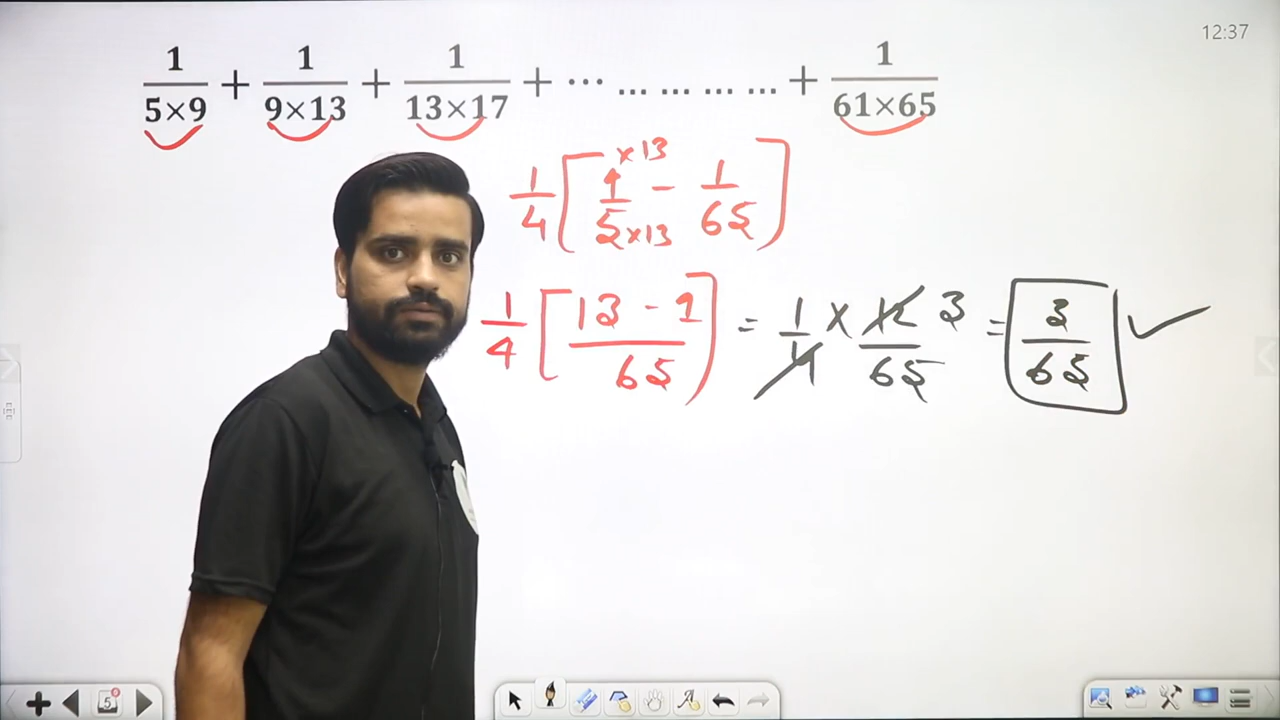 12:37
1/(5×9) + 1/(9×13) + 1/(13×17) + ... ... ... ... ... + 1/(61×65)
1/4 [ 1×13/5×13 - 1/65 ]
1/4 [ (13 - 1)/65 ] = 1/4 × 12/65 3 = 3/65 ✓
5